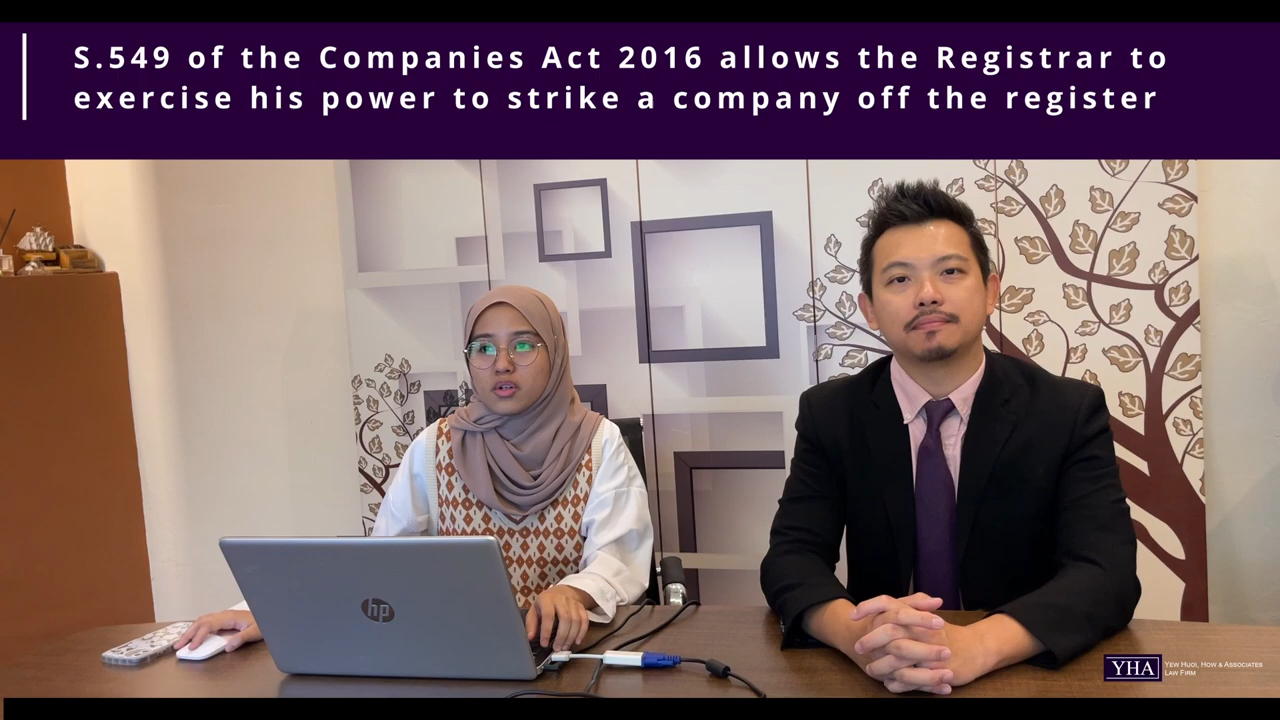 S.549 of the Companies Act 2016 allows the Registrar to
exercise his power to strike a company off the register
hp
YHA
YEW HUOI, HOW & ASSOCIATES
LAW FIRM